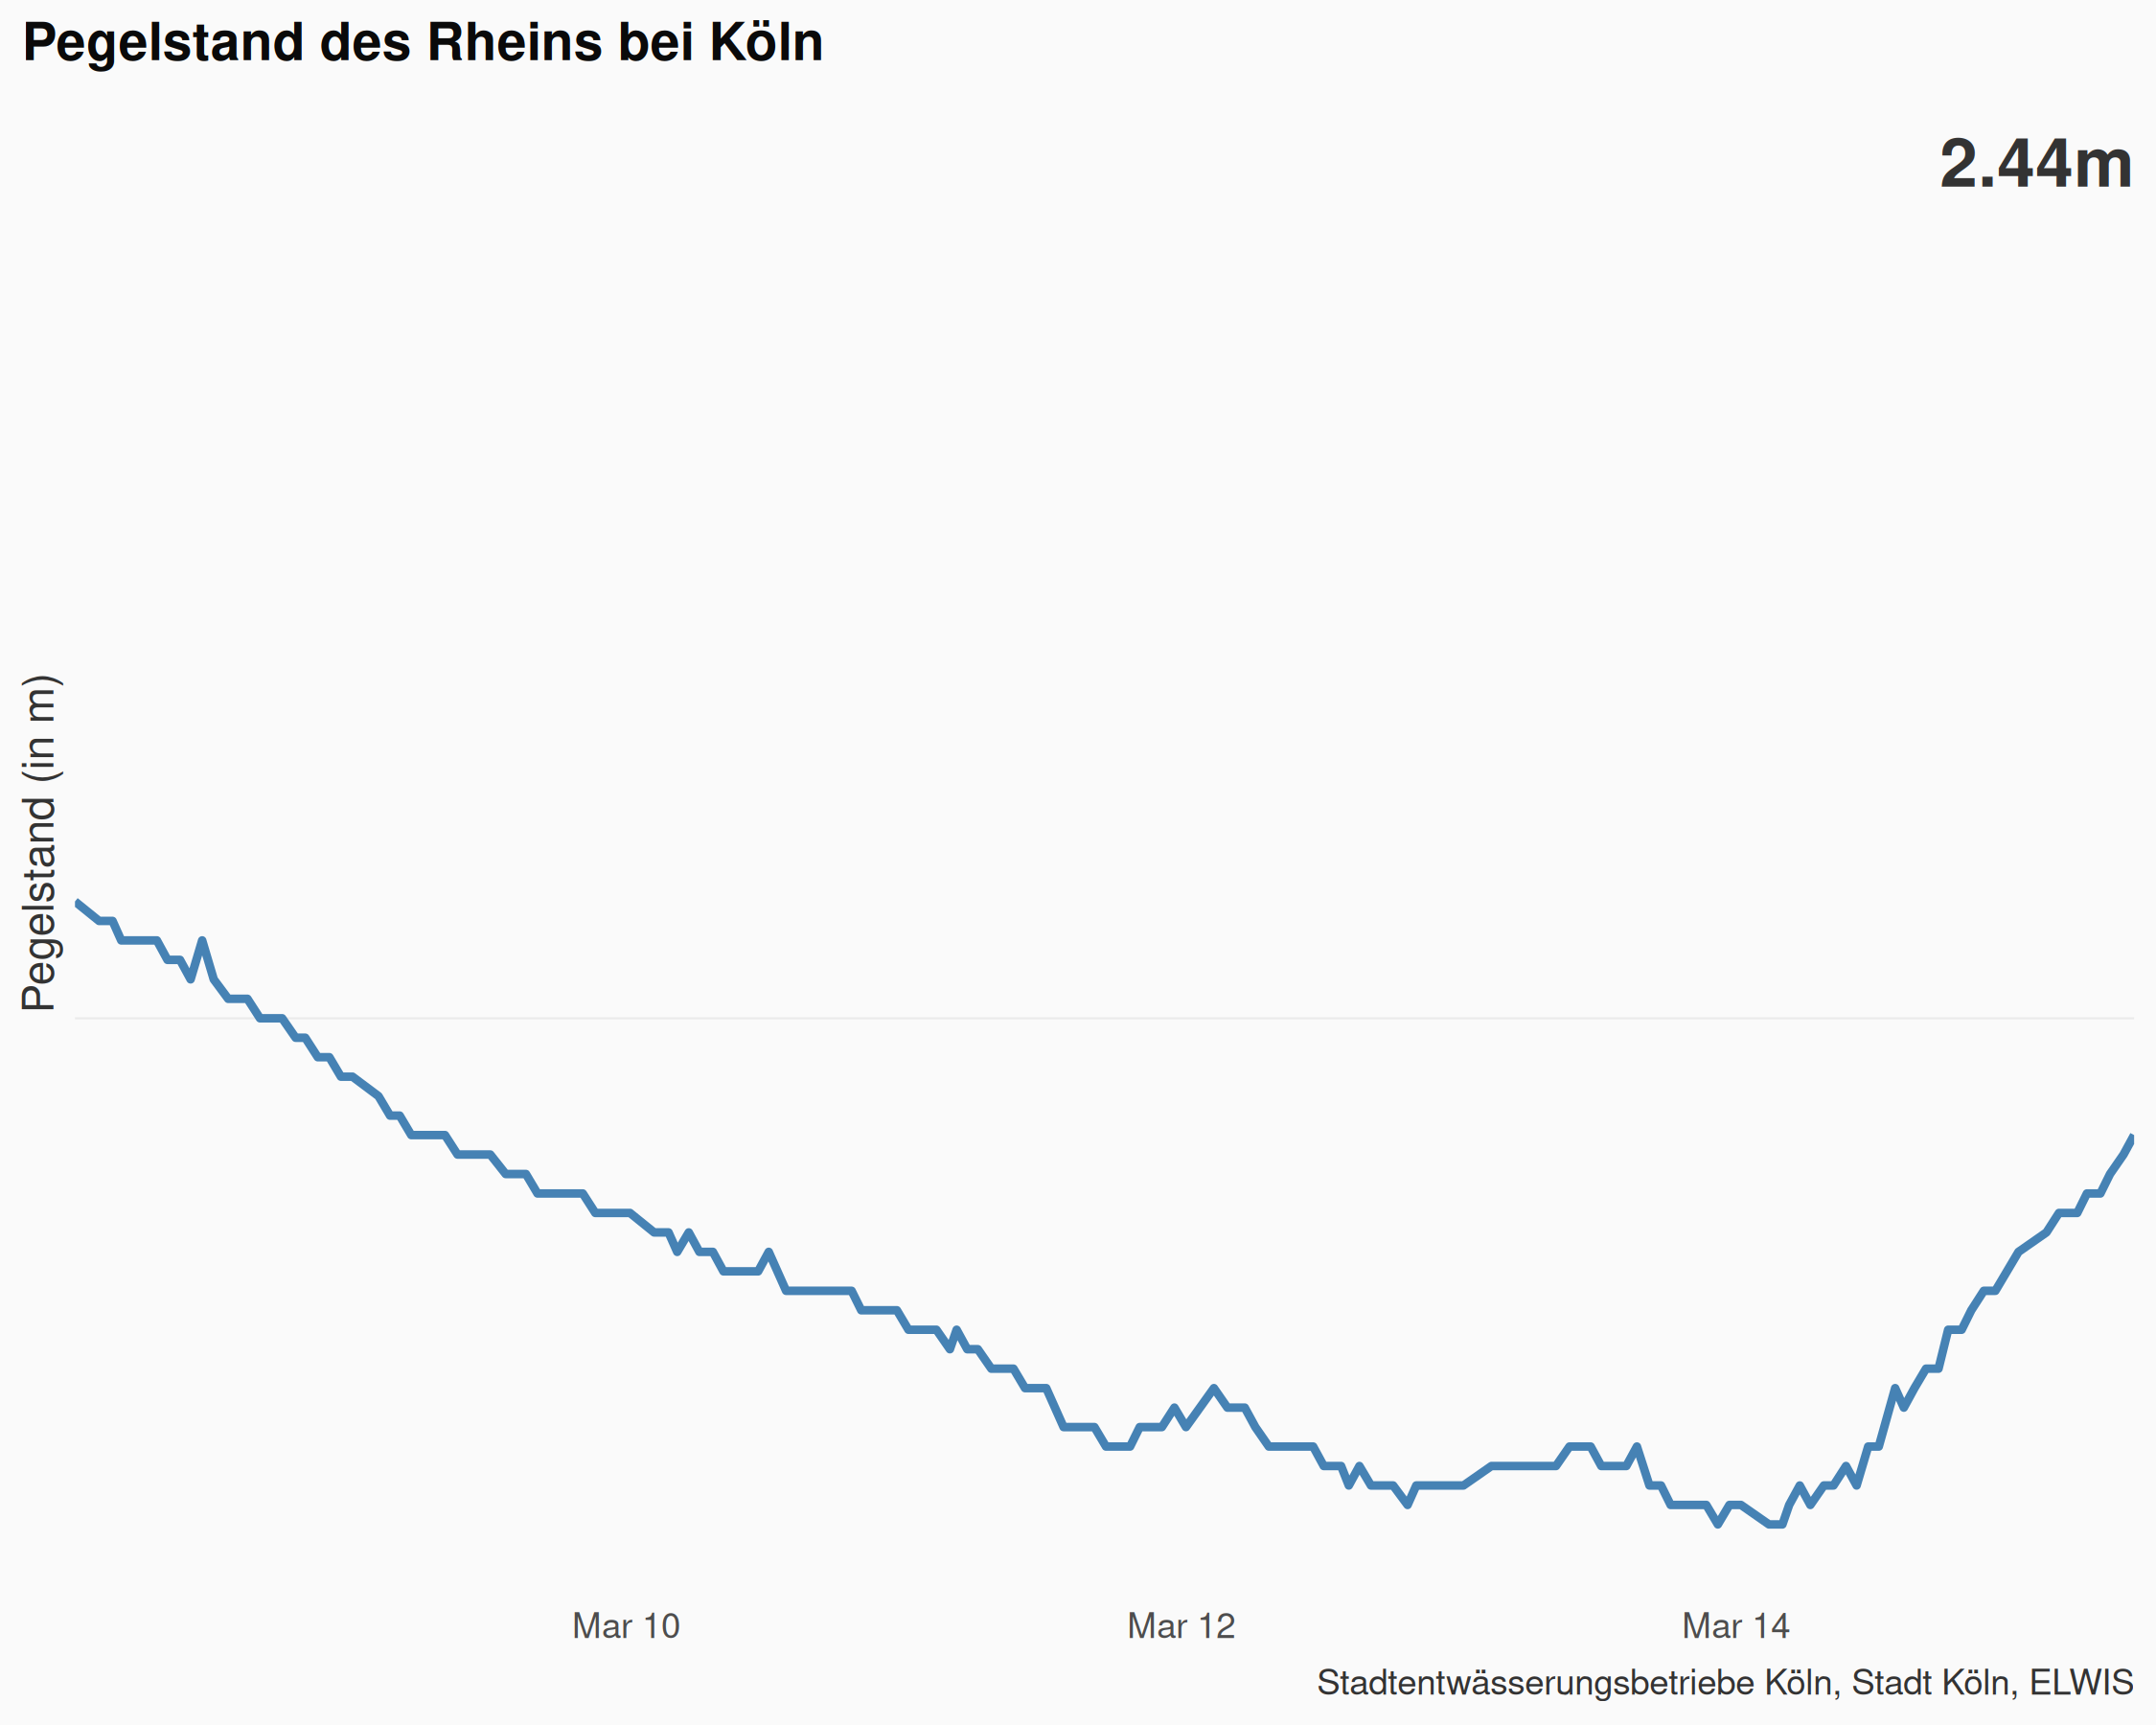 Pegelstand des Rheins bei Köln
2.44m
Pegelstand (in m)
Mar 10
Mar 12
Mar 14
Stadtentwässerungsbetriebe Köln, Stadt Köln, ELWIS